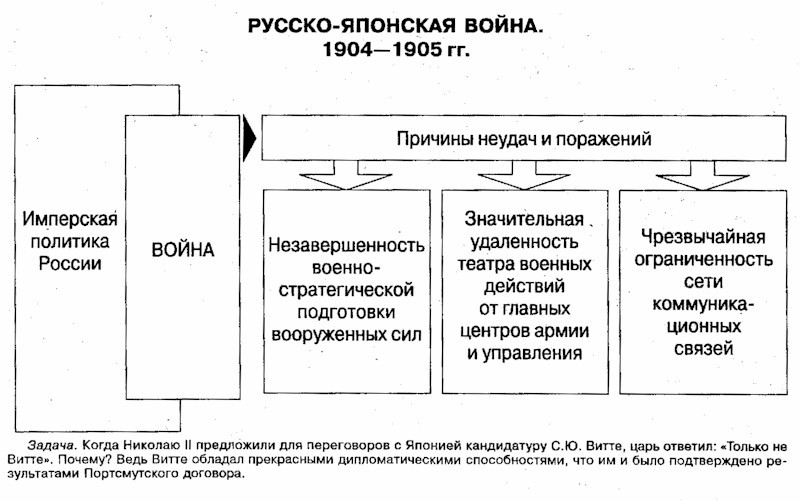 РУССКО-ЯПОНСКАЯ ВОЙНА.
1904—1905 гг.
Имперская
политика
России
ВОЙНА
Причины неудач и поражений
Незавершенность
военно-
стратегической
подготовки
вооруженных сил
Значительная
удаленность
театра военных
действий
от главных
центров армии
и управления
Чрезвычайная
ограниченность
сети
коммуника-
ционных
связей
Задача. Когда Николаю II предложили для переговоров с Японией кандидатуру С.Ю. Витте, царь ответил: «Только не
Витте». Почему? Ведь Витте обладал прекрасными дипломатическими способностями, что им и было подтверждено ре-
зультатами Портсмутского договора.